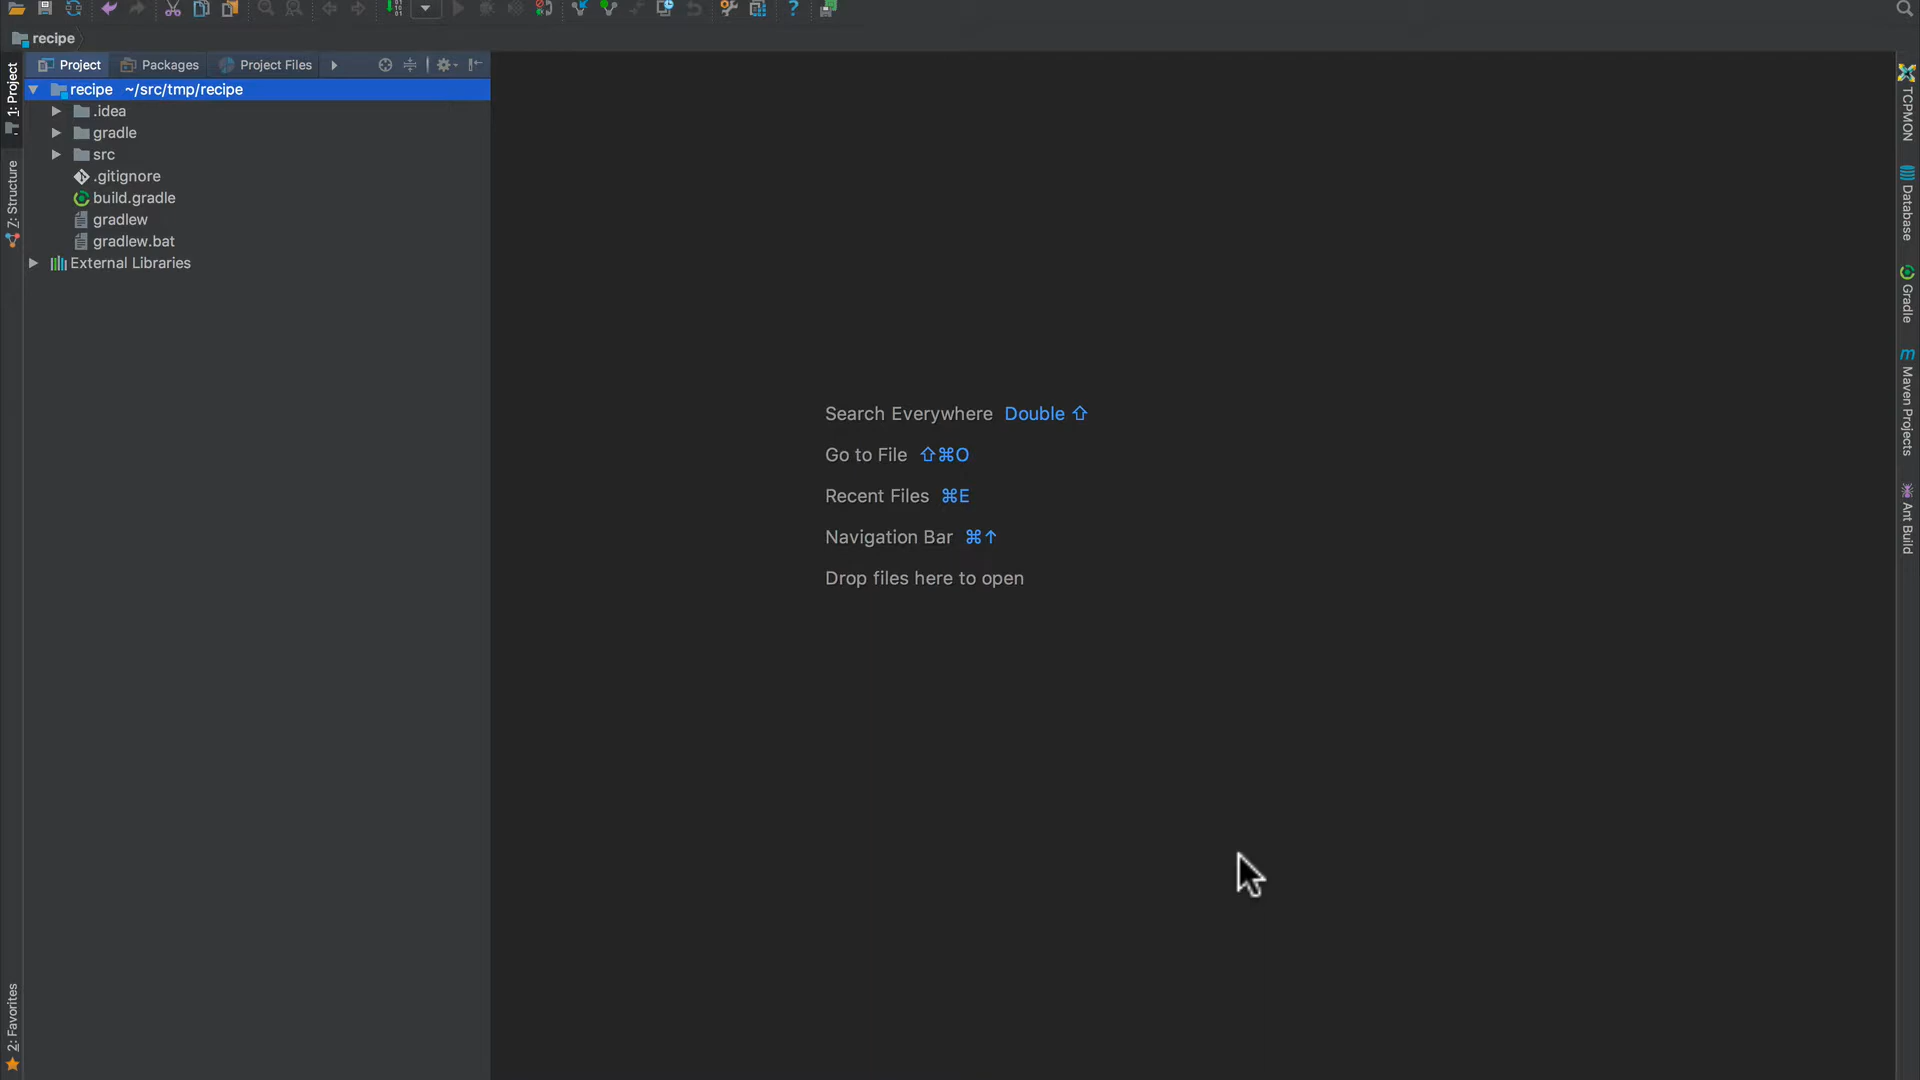 recipe
Project
Packages
Project Files
recipe ~/src/tmp/recipe
.idea
gradle
src
.gitignore
build.gradle
gradlew
gradlew.bat
External Libraries
1: Project
7: Structure
2: Favorites
Search Everywhere Double ⇧
Go to File ⇧⌘O
Recent Files ⌘E
Navigation Bar ⌘↑
Drop files here to open
TCPMON
Database
Gradle
Maven Projects
Ant Build